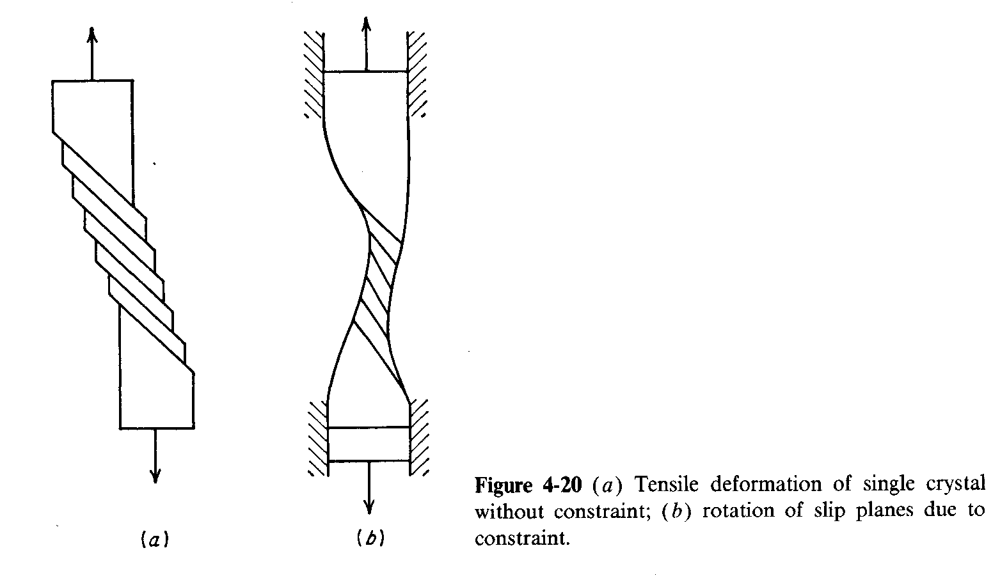 (a)
(b)
Figure 4-20 (a) Tensile deformation of single crystal
without constraint; (b) rotation of slip planes due to
constraint.